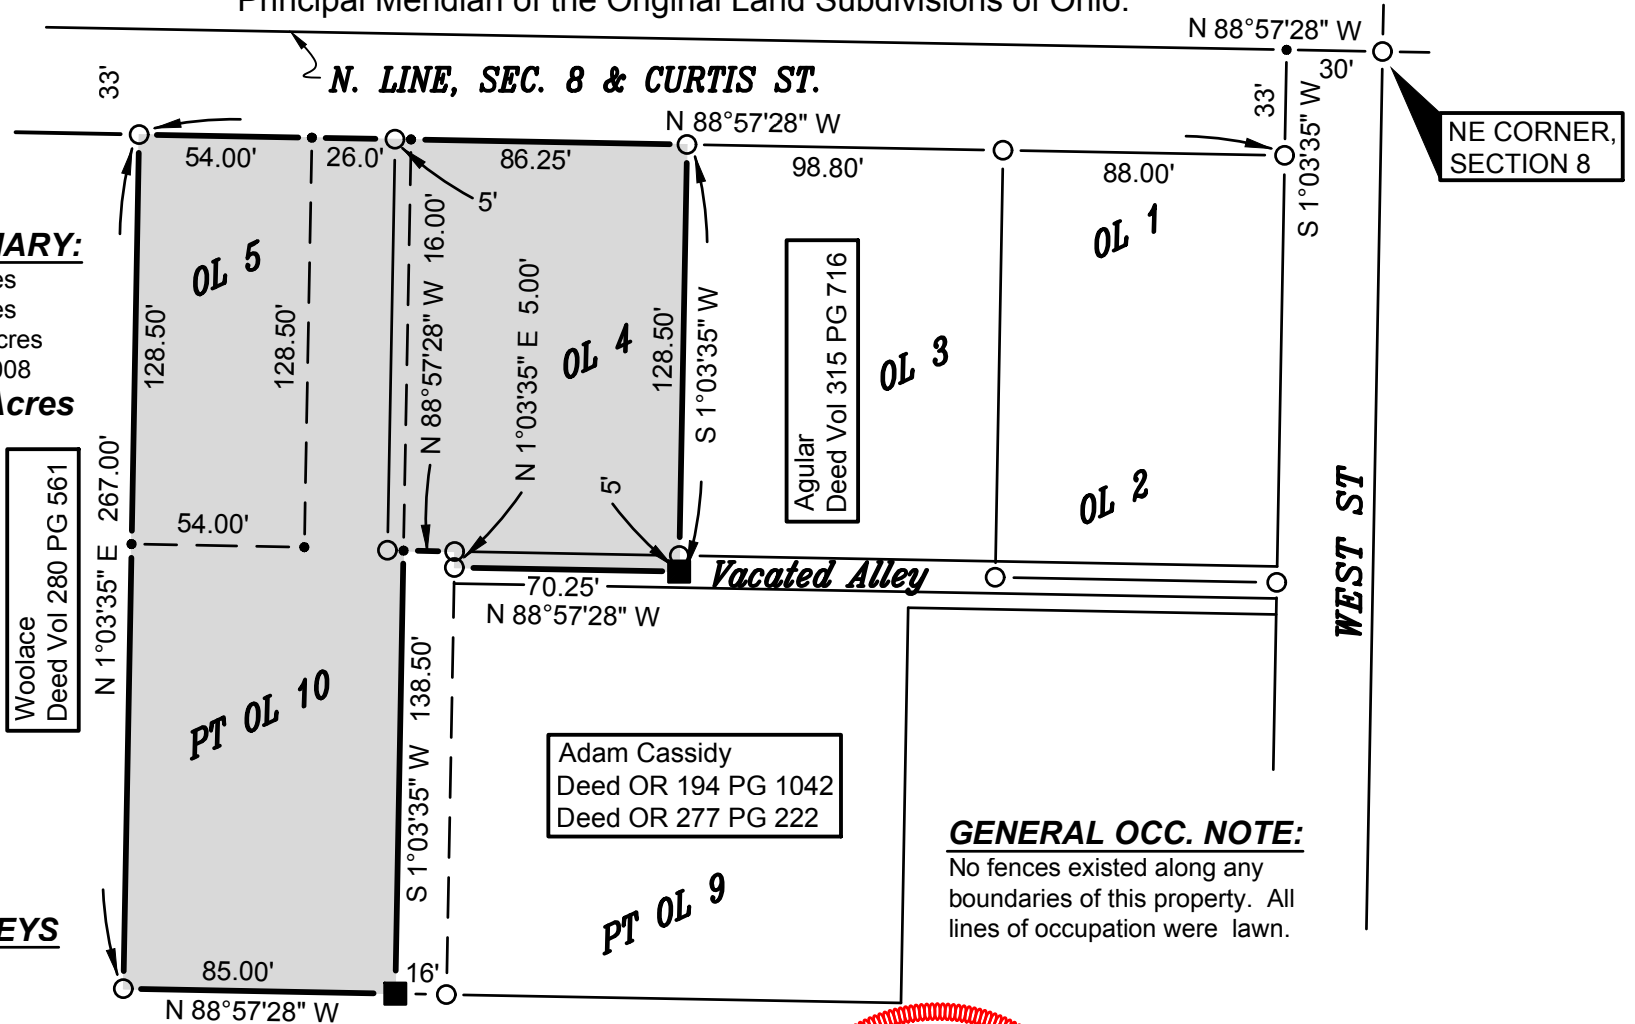 Principal Meridian of the Original Land Subdivisions of Ohio.
N 88°57'28" W
30'
33'
33'
N. LINE, SEC. 8 & CURTIS ST.
N 88°57'28" W
S 1°03'35" W
NE CORNER,
SECTION 8
54.00'
26.0'
86.25'
98.80'
88.00'
5'
OL 5
OL 4
OL 3
OL 1
OL 2
128.50'
128.50'
N 88°57'28" W 16.00'
N 1°03'35" E 5.00'
128.50'
S 1°03'35" W
5'
Agular
Deed Vol 315 PG 716
Acres
Woolace
Deed Vol 280 PG 561
N 1°03'35" E 267.00'
54.00'
70.25'
N 88°57'28" W
Vacated Alley
WEST ST
PT OL 10
S 1°03'35" W 138.50'
Adam Cassidy
Deed OR 194 PG 1042
Deed OR 277 PG 222
PT OL 9
GENERAL OCC. NOTE:
No fences existed along any
boundaries of this property. All
lines of occupation were lawn.
85.00'
16'
N 88°57'28" W